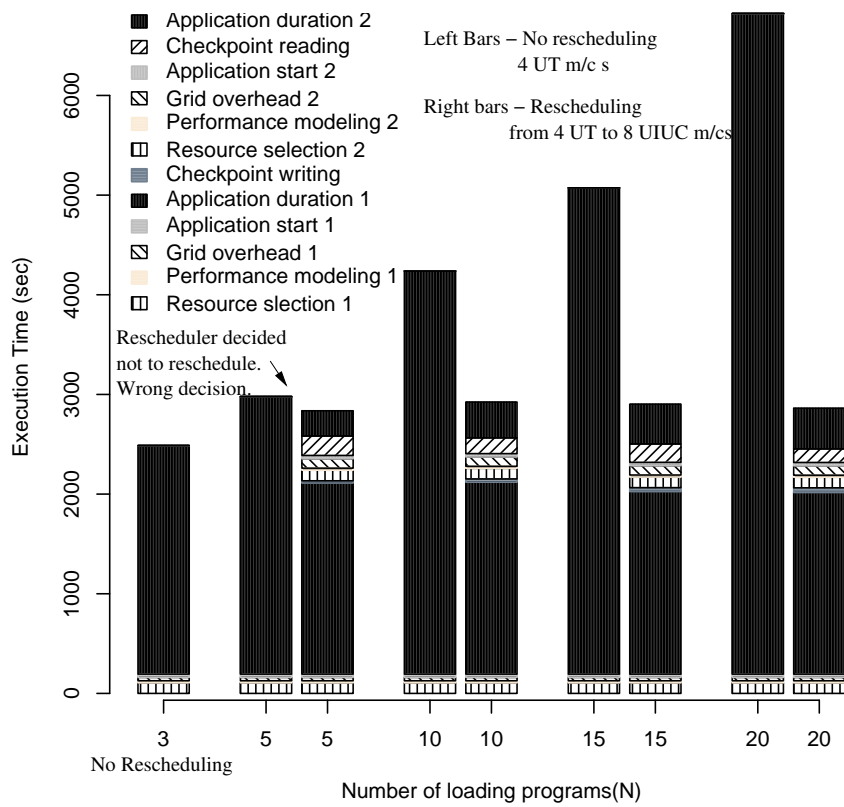 Application duration 2
Checkpoint reading
Application start 2
Grid overhead 2
Performance modeling 2
Resource selection 2
Checkpoint writing
Application duration 1
Application start 1
Grid overhead 1
Performance modeling 1
Resource slection 1
Left Bars − No rescheduling
4 UT m/c s
Right bars − Rescheduling
from 4 UT to 8 UIUC m/cs
Rescheduler decided
not to reschedule.
Wrong decision.
Execution Time (sec)
6000
5000
4000
3000
2000
1000
0
3 5 5 10 10 15 15 20 20
No Rescheduling
Number of loading programs(N)